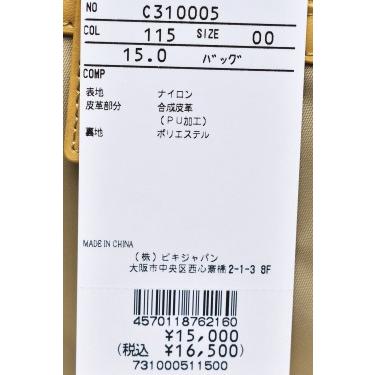 NO C310005
COL 115 SIZE 00
15.0 バッグ
COMP
表地 ナイロン
皮革部分 合成皮革
(PU加工)
裏地 ポリエステル
MADE IN CHINA
(株)ビキジャパン
大阪市中央区西心斎橋2-1-3 9F
4570118762160
¥15,000
(税込 ¥16,500)
731000511500